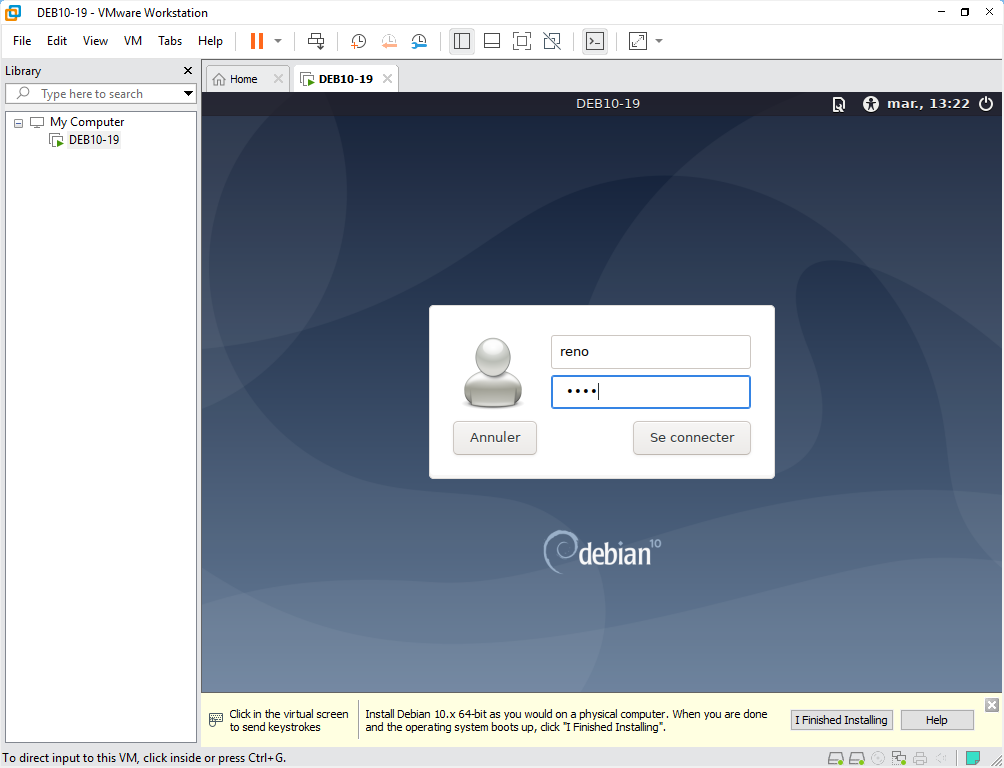 DEB10-19 - VMware Workstation
File Edit View VM Tabs Help
Library
Type here to search
My Computer
DEB10-19
Home
DEB10-19
DEB10-19
mar., 13:22
reno
••••
Annuler
Se connecter
debian 10
Click in the virtual screen
to send keystrokes
Install Debian 10.x 64-bit as you would on a physical computer. When you are done
and the operating system boots up, click "I Finished Installing".
I Finished Installing
Help
To direct input to this VM, click inside or press Ctrl+G.